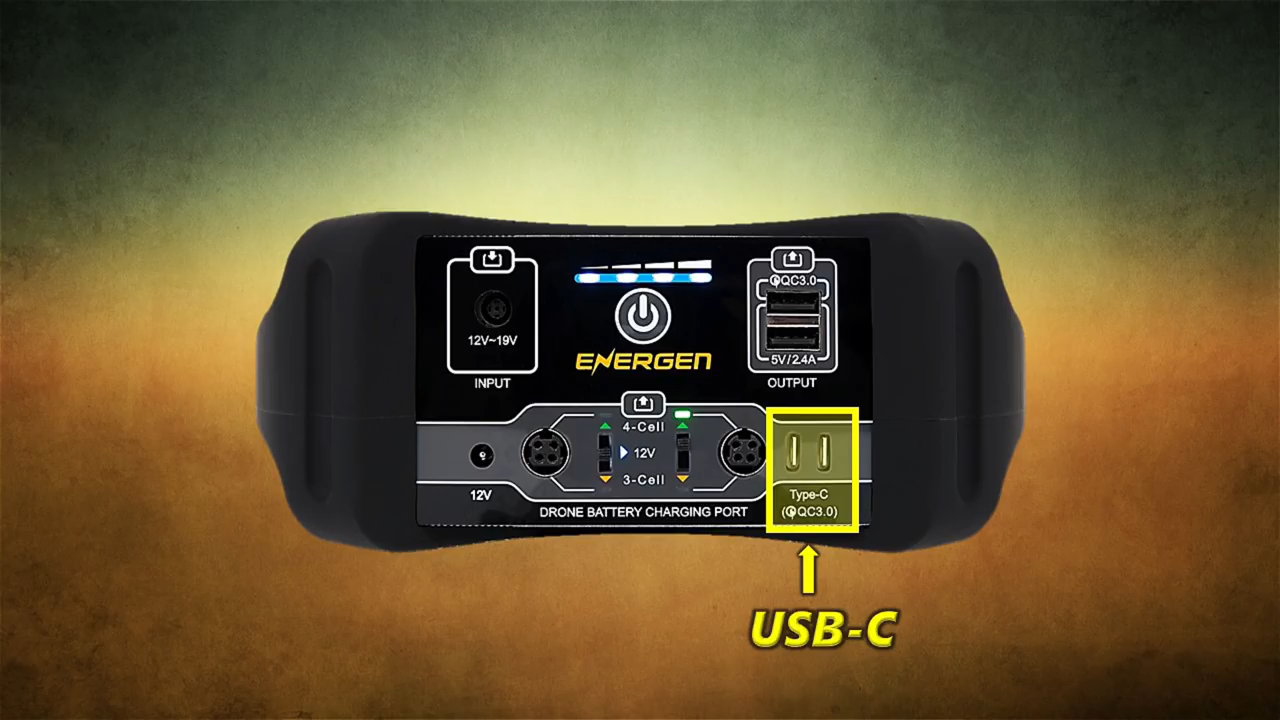 QC3.0
12V~19V
5V/2.4A
ENERGEN
INPUT
OUTPUT
4-Cell
12V
3-Cell
12V
DRONE BATTERY CHARGING PORT
Type-C
(QC3.0)
USB-C